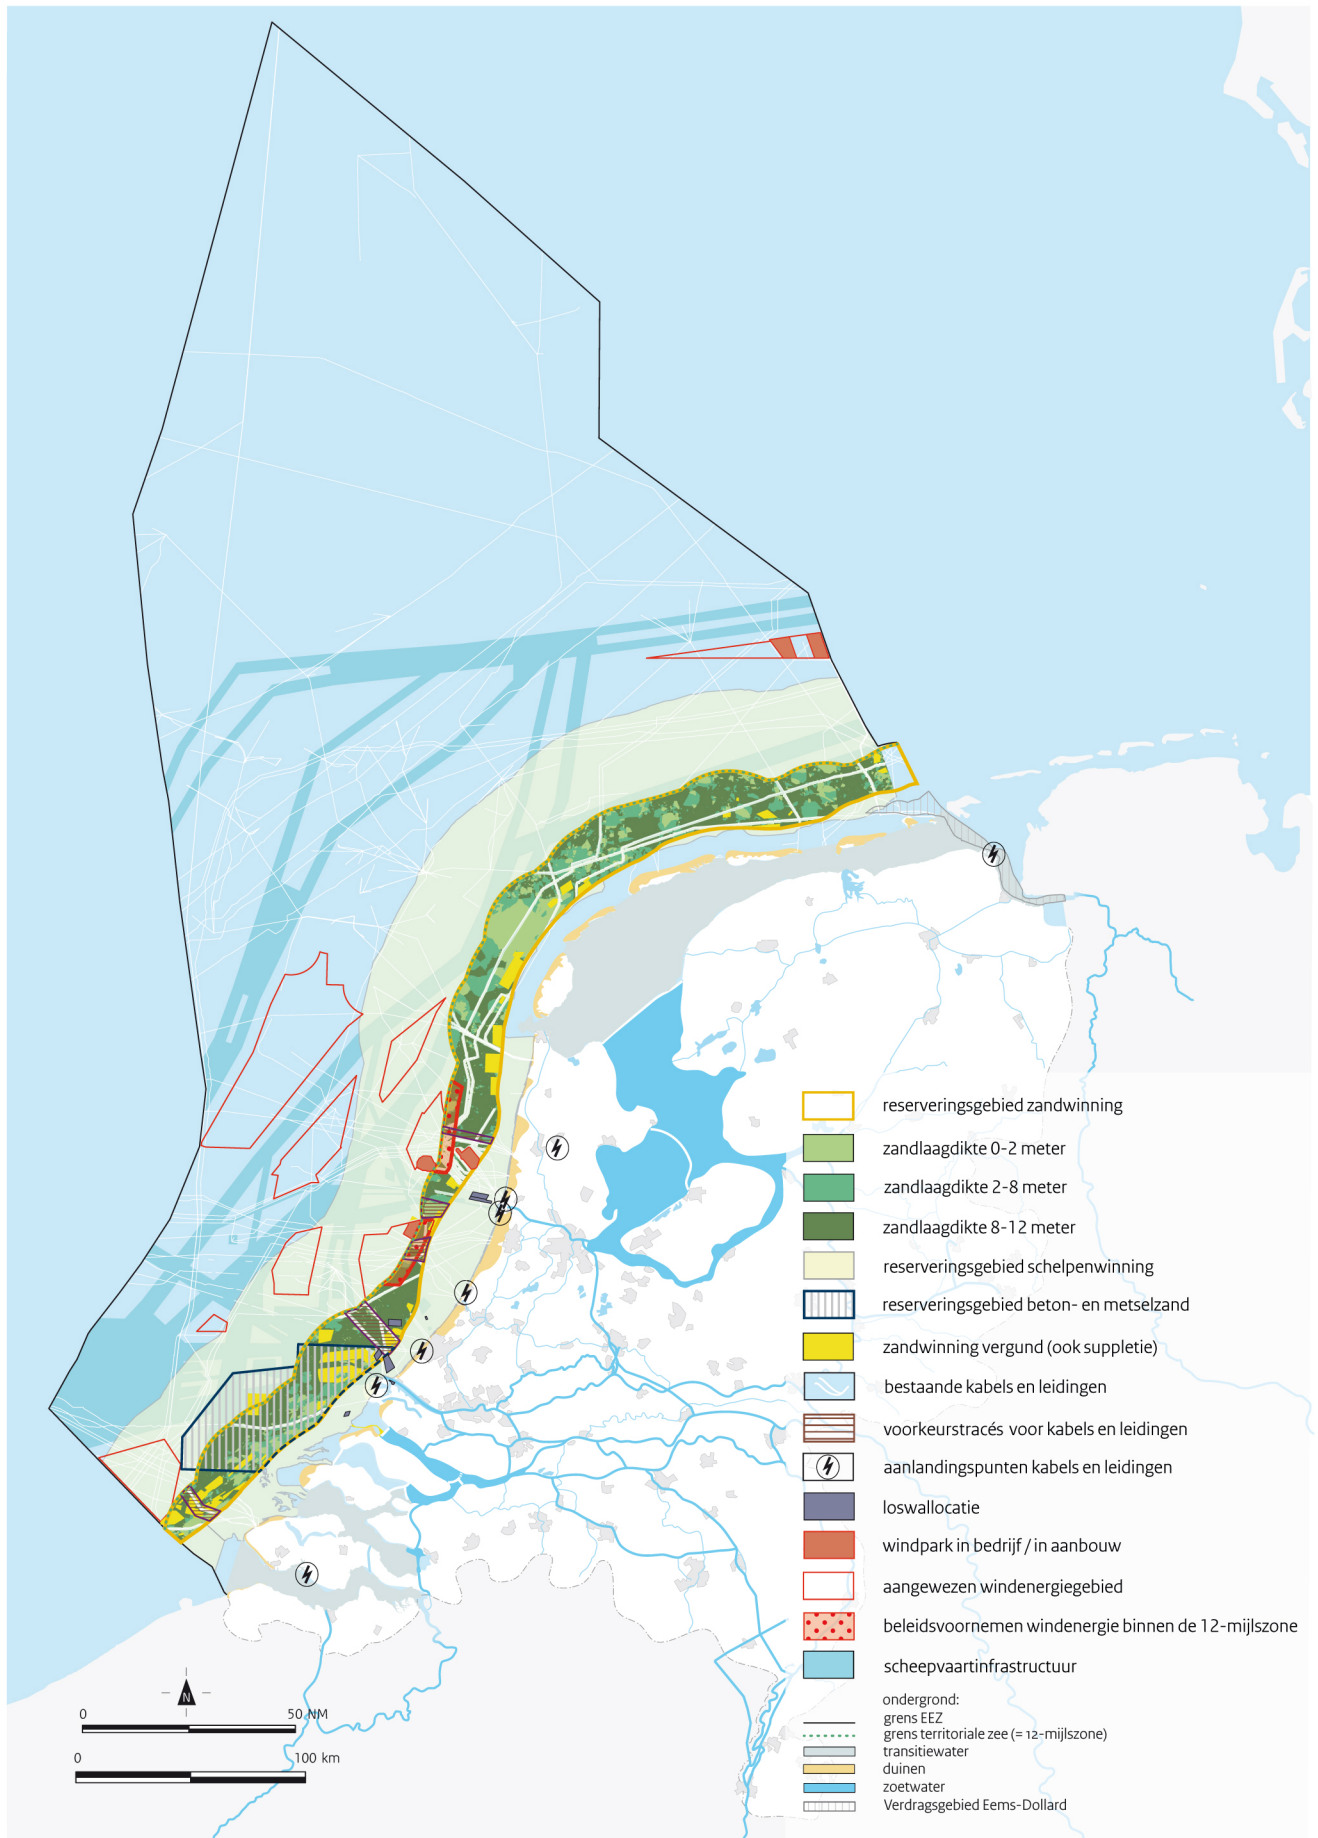 reserveringsgebied zandwinning
zandlaagdikte 0-2 meter
zandlaagdikte 2-8 meter
zandlaagdikte 8-12 meter
reserveringsgebied schelpenwinning
reserveringsgebied beton- en metselzand
zandwinning vergund (ook suppletie)
bestaande kabels en leidingen
voorkeurstracés voor kabels en leidingen
aanlandingspunten kabels en leidingen
loswallocatie
windpark in bedrijf / in aanbouw
aangewezen windenergiegebied
beleidsvoornemen windenergie binnen de 12-mijlszone
scheepvaartinfrastructuur
ondergrond:
grens EEZ
grens territoriale zee (= 12-mijlszone)
transitiewater
duinen
zoetwater
Verdragsgebied Eems-Dollard
N
0 50 NM
0 100 km